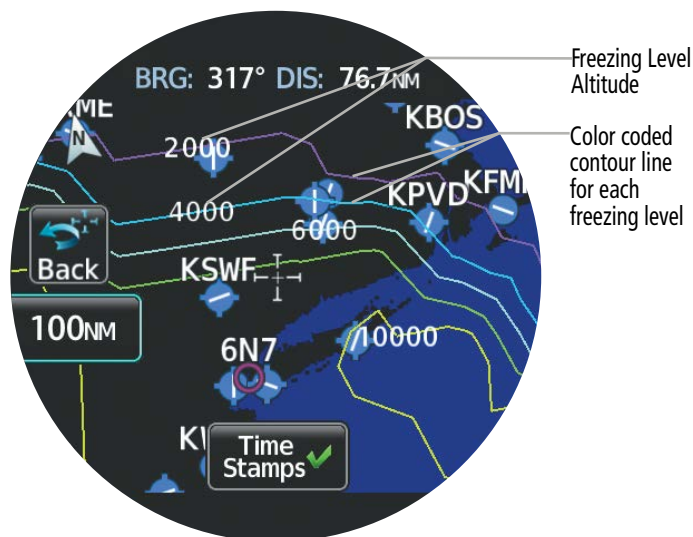 BRG: 317° DIS: 76.7NM
Freezing Level
Altitude
N
KBOS
2000
Color coded
contour line
for each
freezing level
KPVD
4000
6000
Back
KSWF
100NM
10000
6N7
Time
Stamps